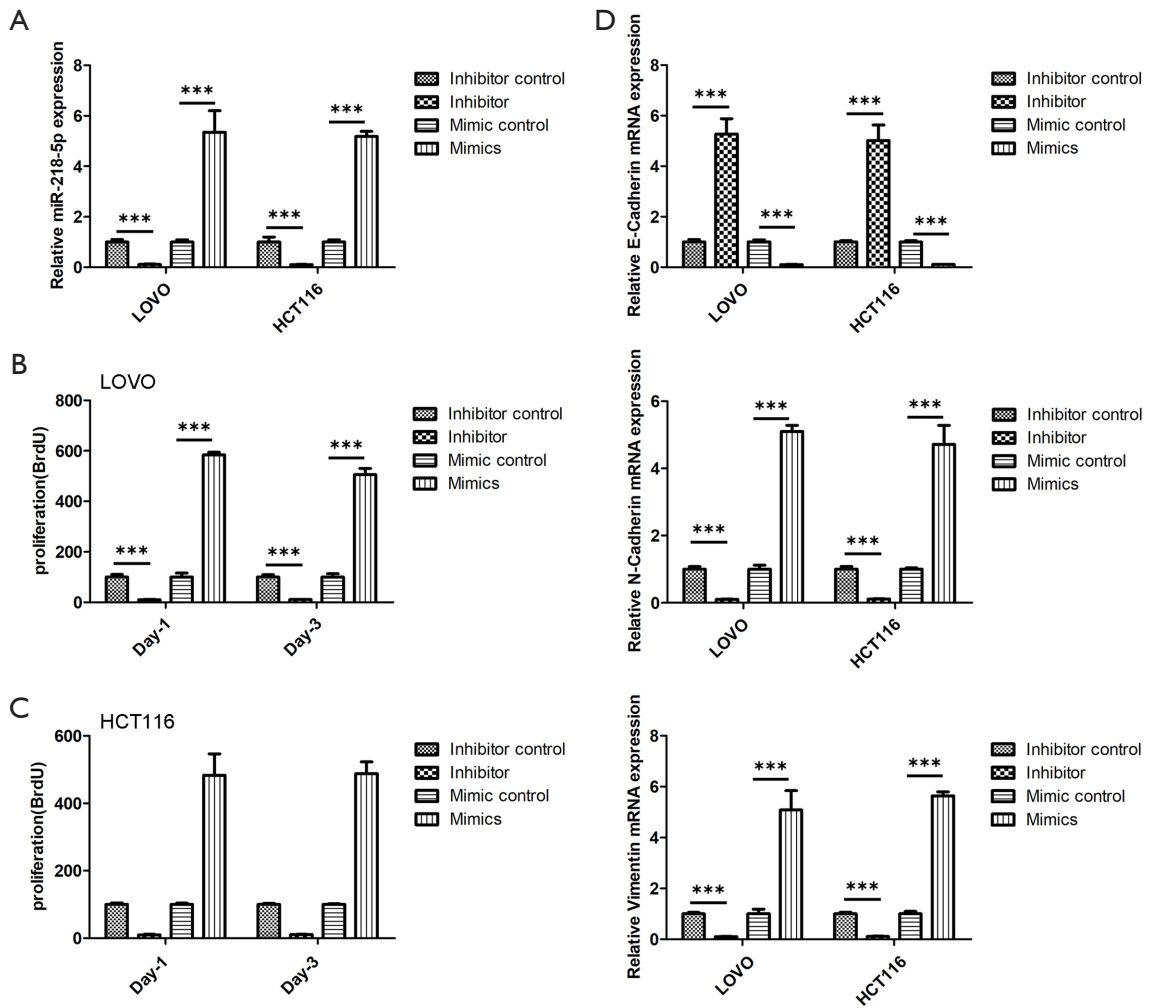 A
Relative miR-218-5p expression
8
6
4
2
0
***
***
***
***
LOVO
HCT116
Inhibitor control
Inhibitor
Mimic control
Mimics
B
LOVO
proliferation(BrdU)
800
600
400
200
0
***
***
***
***
Day-1
Day-3
Inhibitor control
Inhibitor
Mimic control
Mimics
C
HCT116
proliferation(BrdU)
600
400
200
0
Day-1
Day-3
Inhibitor control
Inhibitor
Mimic control
Mimics
D
Relative E-Cadherin mRNA expression
8
6
4
2
0
***
***
***
***
LOVO
HCT116
Inhibitor control
Inhibitor
Mimic control
Mimics
Relative N-Cadherin mRNA expression
6
4
2
0
***
***
***
***
LOVO
HCT116
Inhibitor control
Inhibitor
Mimic control
Mimics
Relative Vimentin mRNA expression
8
6
4
2
0
***
***
***
***
LOVO
HCT116
Inhibitor control
Inhibitor
Mimic control
Mimics